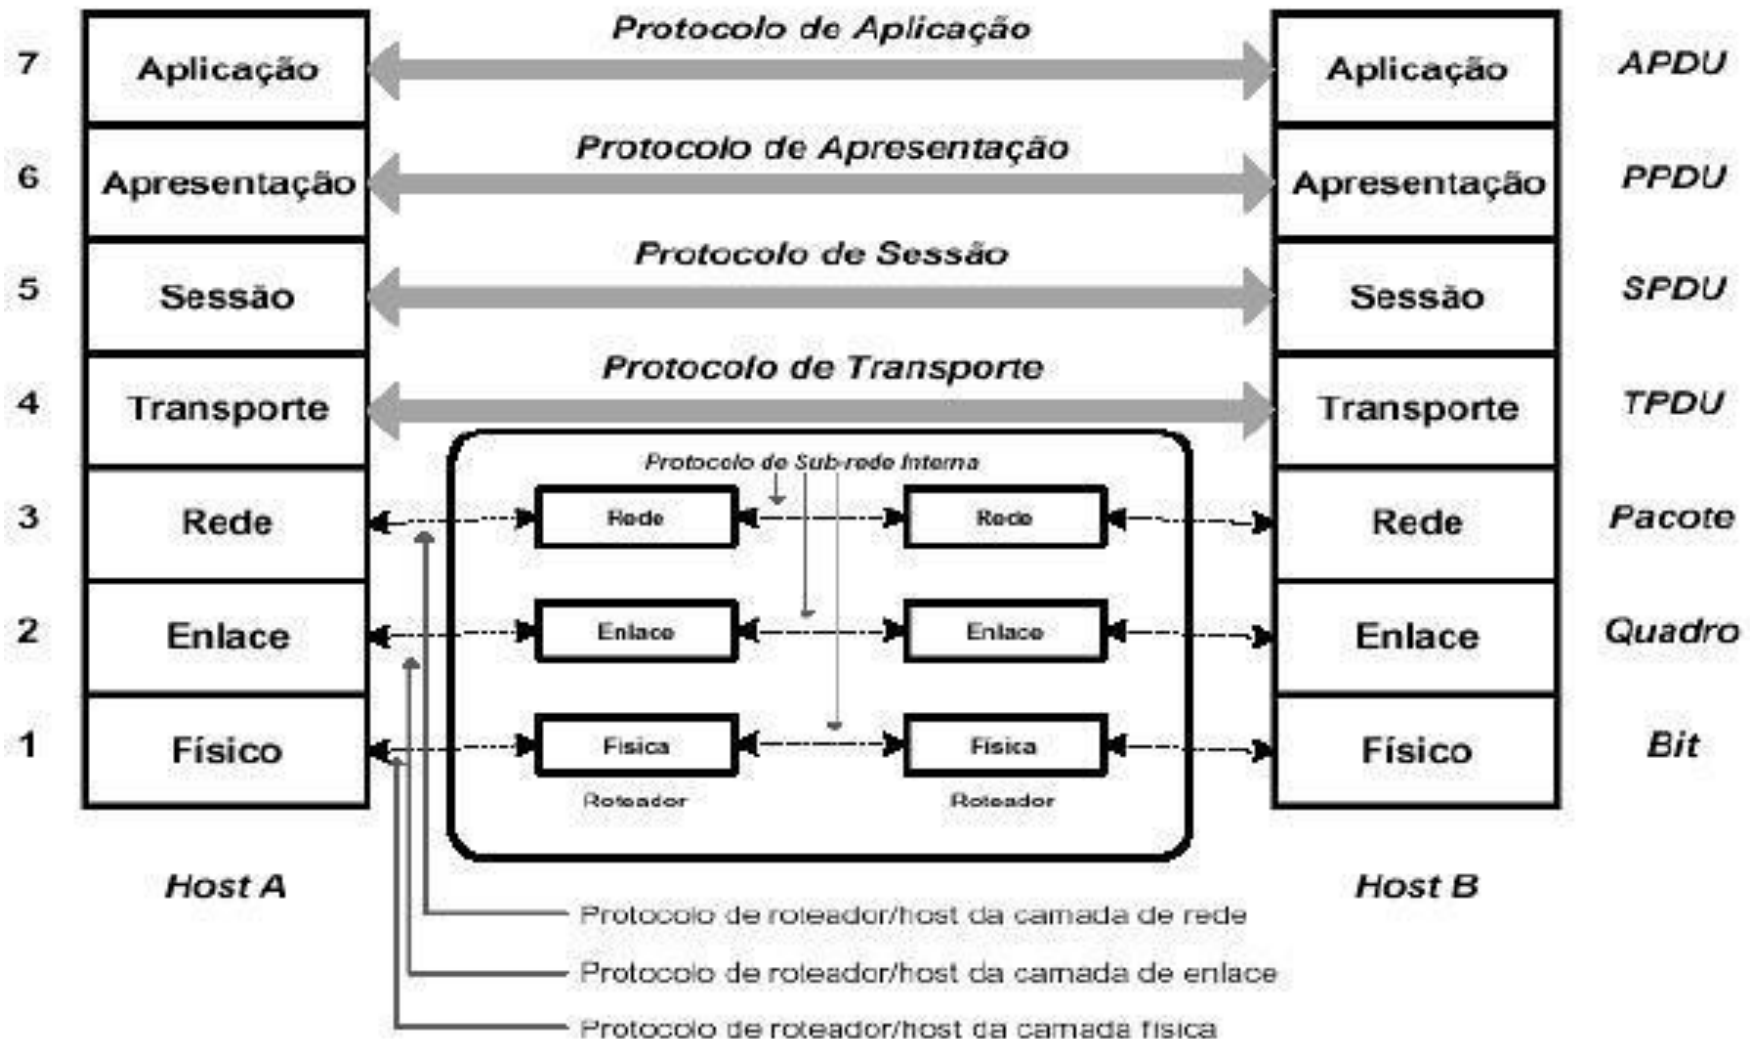 Protocolo de Aplicação
7 Aplicação Aplicação APDU
Protocolo de Apresentação
6 Apresentação Apresentação PPDU
Protocolo de Sessão
5 Sessão Sessão SPDU
Protocolo de Transporte
4 Transporte Transporte TPDU
Protocolo de Sub-rede Interna
3 Rede Rede Rede Rede Pacote
2 Enlace Enlace Enlace Enlace Quadro
1 Físico Física Física Físico Bit
Roteador Roteador
Host A Host B
Protocolo de roteador/host da camada de rede
Protocolo de roteador/host da camada de enlace
Protocolo de roteador/host da camada física